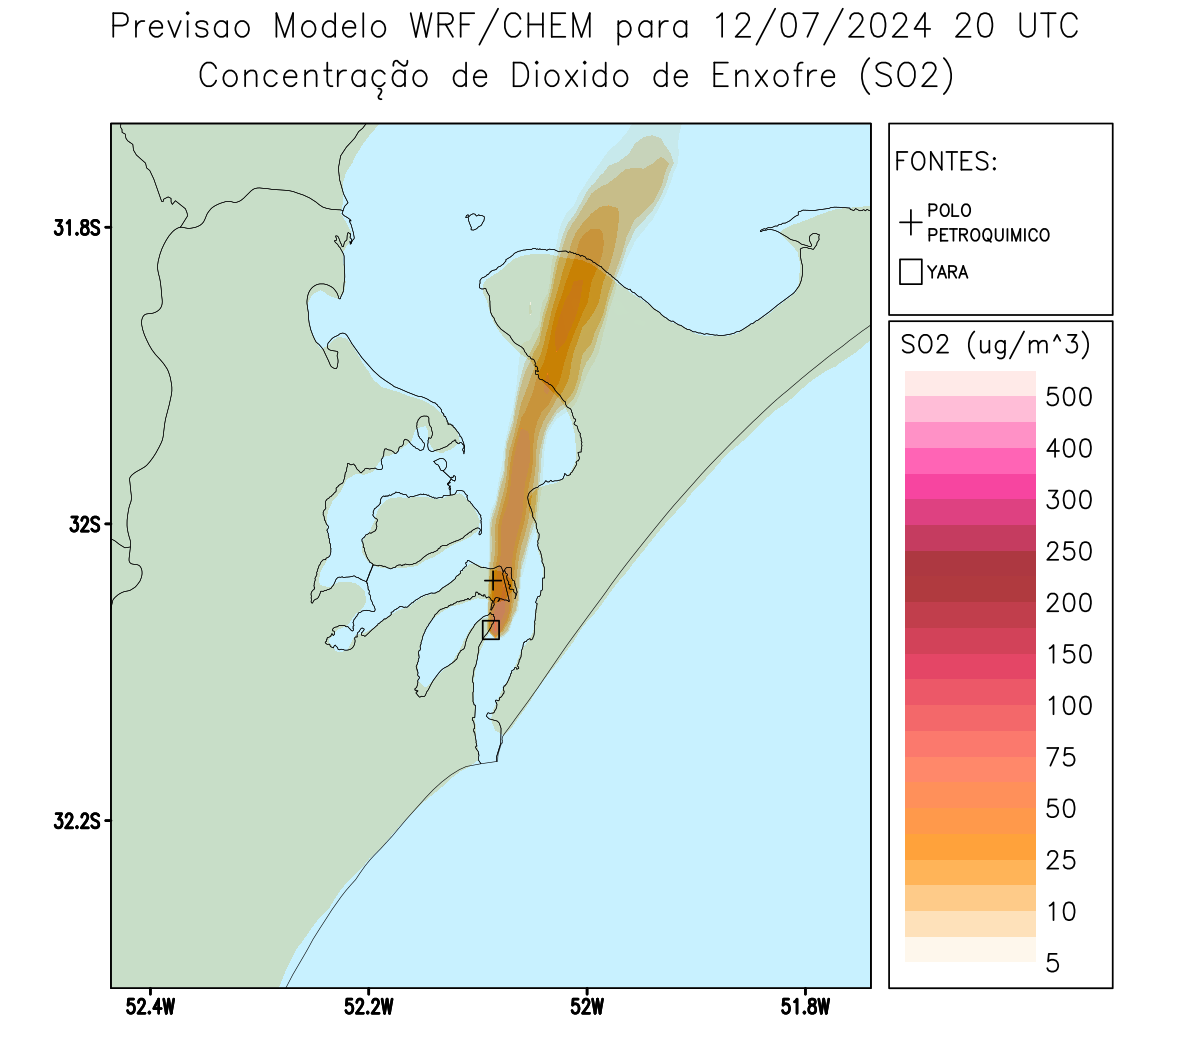 Previsao Modelo WRF/CHEM para 12/07/2024 20 UTC
Concentração de Dioxido de Enxofre (SO2)
FONTES:
POLO
PETROQUIMICO
YARA
SO2 (ug/m^3)
500
400
300
250
200
150
100
75
50
25
10
5
31.8S
32S
32.2S
52.4W
52.2W
52W
51.8W